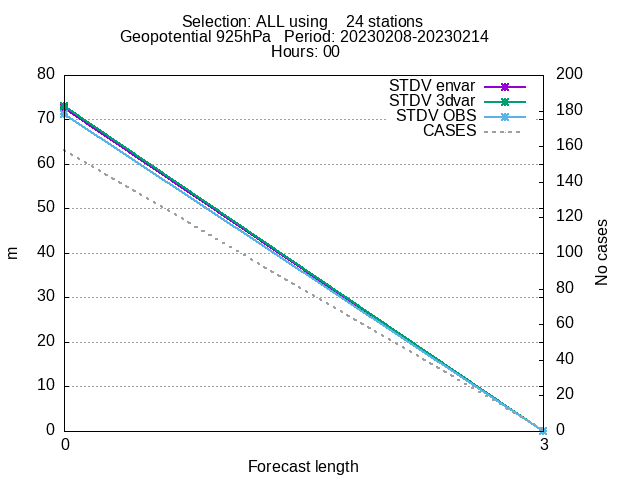 Selection: ALL using 24 stations
Geopotential 925hPa Period: 20230208-20230214
Hours: 00
STDV envar
STDV 3dvar
STDV OBS
CASES
80
70
60
50
40
30
20
10
0
m
200
180
160
140
120
100
80
60
40
20
0
No cases
0
3
Forecast length